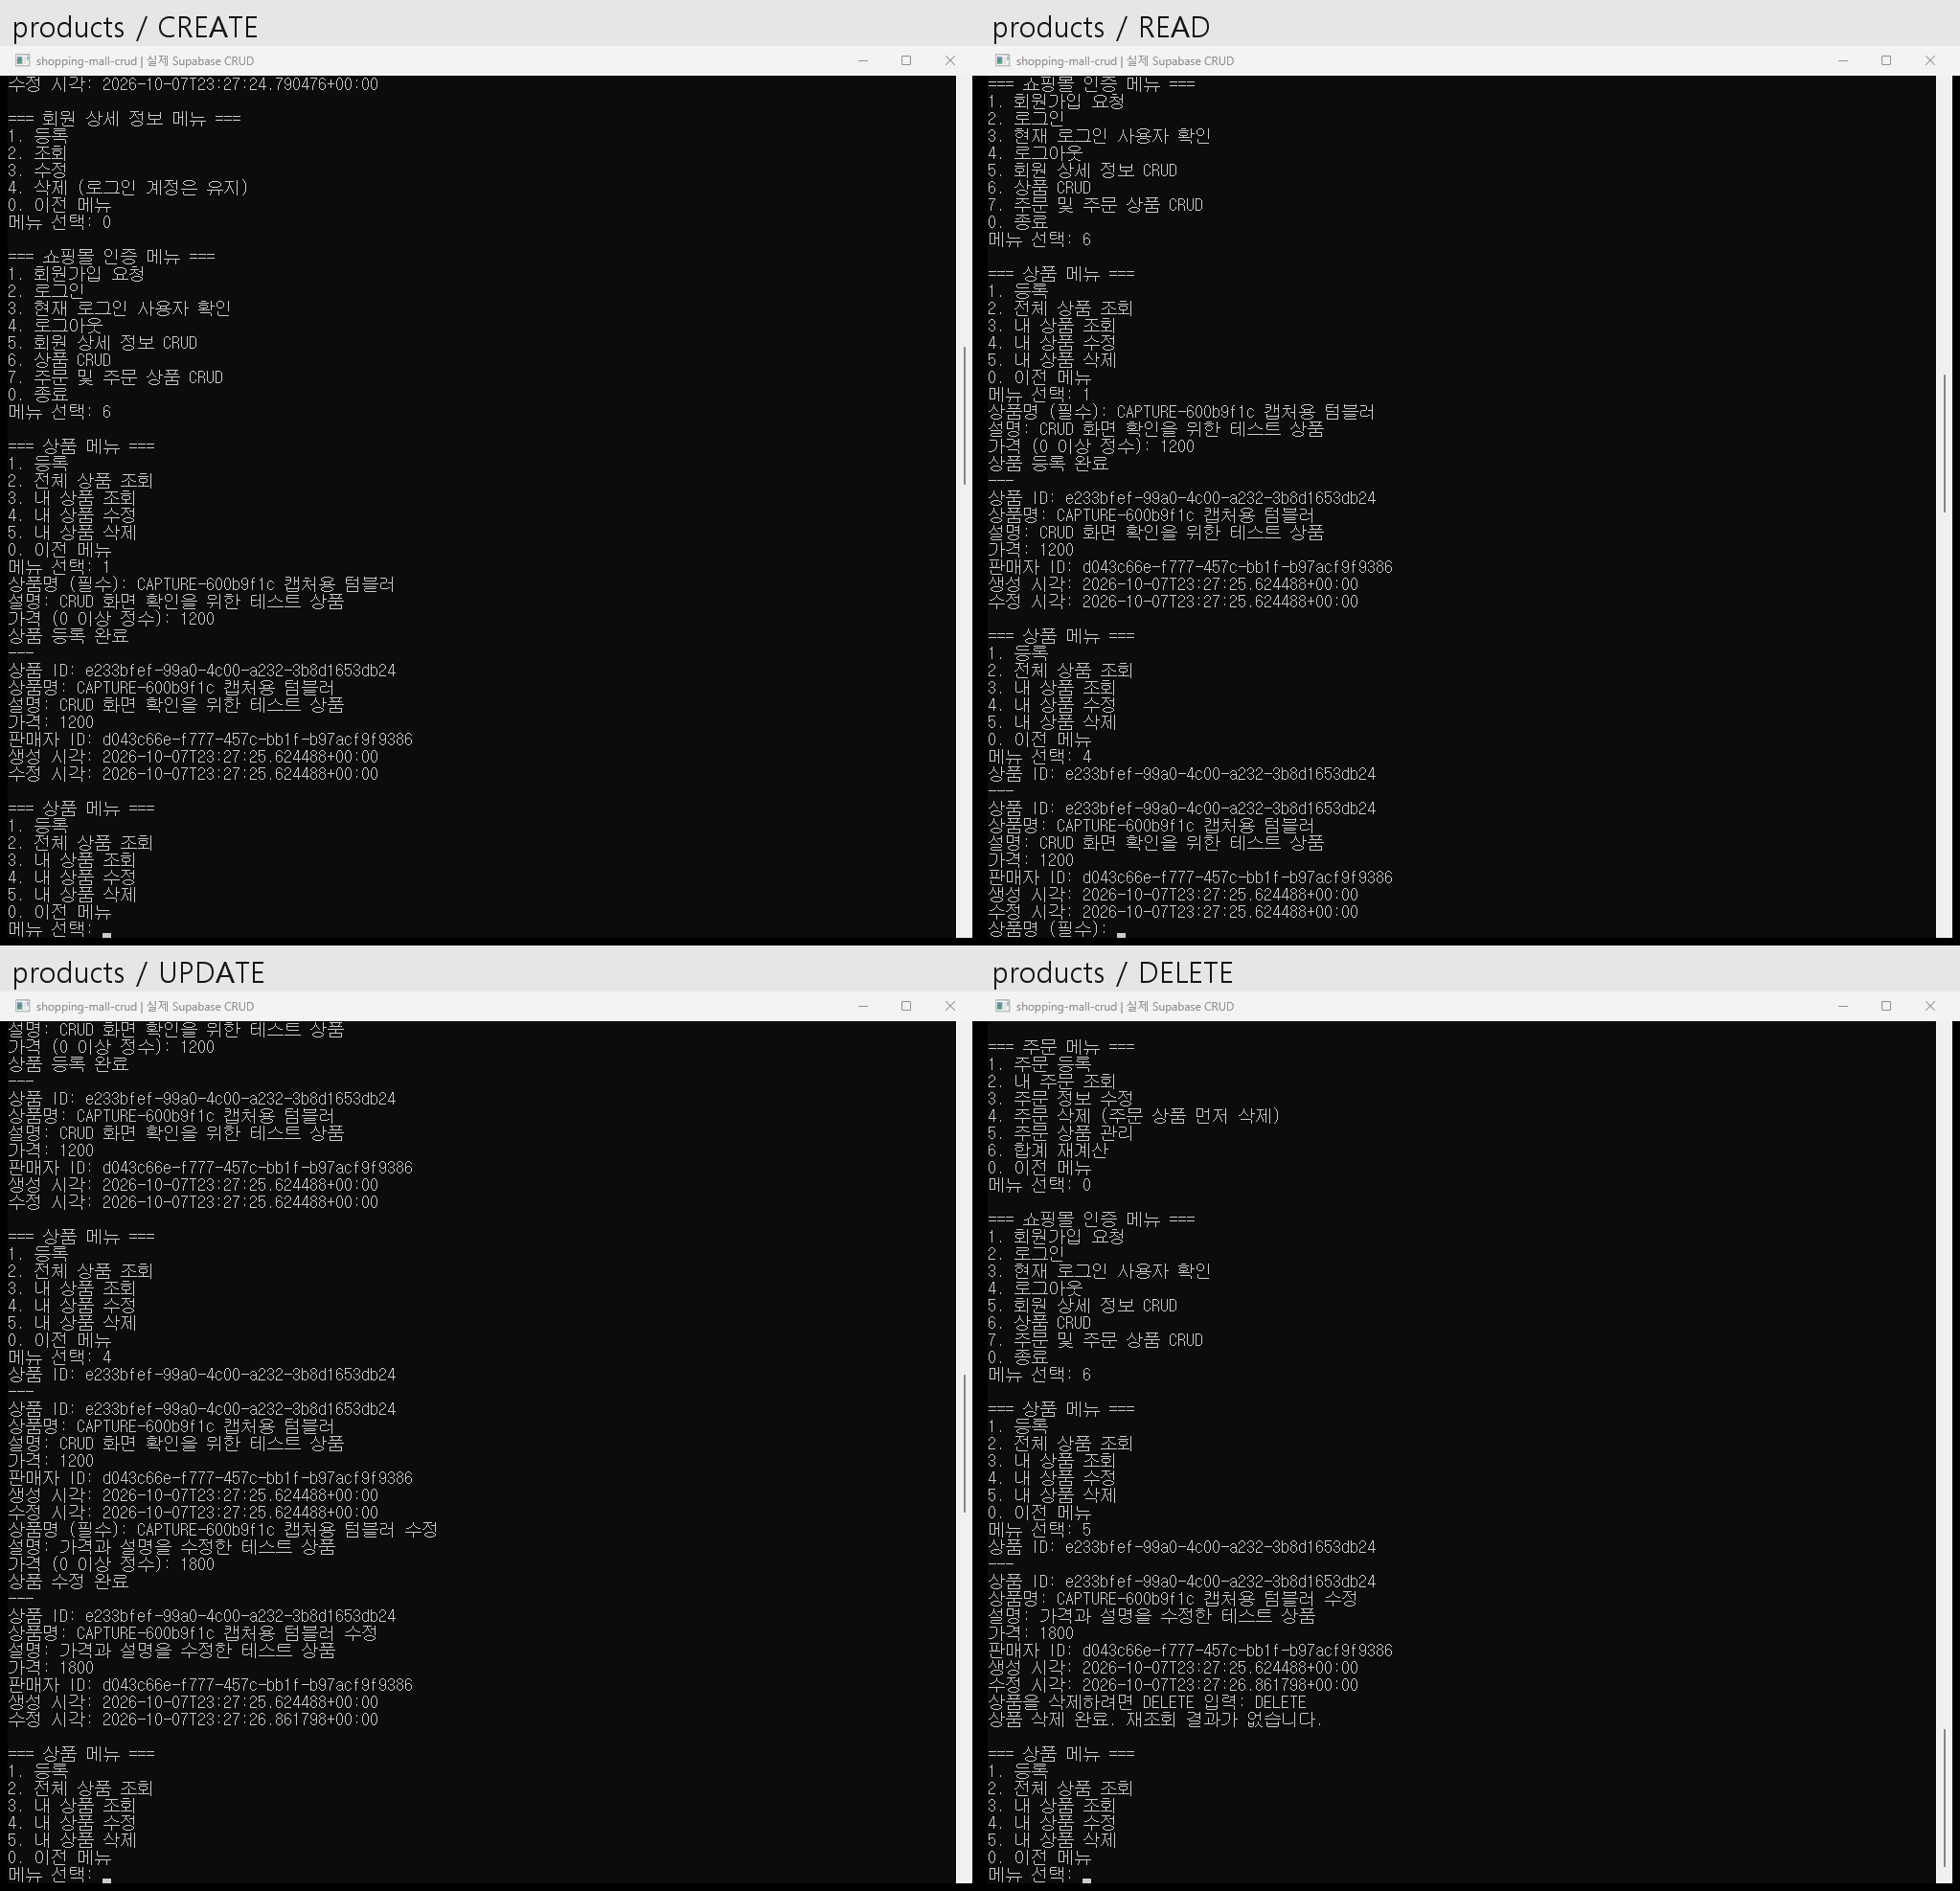 products / CREATE
shopping-mall-crud | 실제 Supabase CRUD
수정 시각: 2026-10-07T23:27:24.790476+00:00
=== 회원 상세 정보 메뉴 ===
1. 등록
2. 조회
3. 수정
4. 삭제 (로그인 계정은 유지)
0. 이전 메뉴
메뉴 선택: 0
=== 쇼핑몰 인증 메뉴 ===
1. 회원가입 요청
2. 로그인
3. 현재 로그인 사용자 확인
4. 로그아웃
5. 회원 상세 정보 CRUD
6. 상품 CRUD
7. 주문 및 주문 상품 CRUD
0. 종료
메뉴 선택: 6
=== 상품 메뉴 ===
1. 등록
2. 전체 상품 조회
3. 내 상품 조회
4. 내 상품 수정
5. 내 상품 삭제
0. 이전 메뉴
메뉴 선택: 1
상품명 (필수): CAPTURE-600b9f1c 캡처용 텀블러
설명: CRUD 화면 확인을 위한 테스트 상품
가격 (0 이상 정수): 1200
상품 등록 완료
---
상품 ID: e233bfef-99a0-4c00-a232-3b8d1653db24
상품명: CAPTURE-600b9f1c 캡처용 텀블러
설명: CRUD 화면 확인을 위한 테스트 상품
가격: 1200
판매자 ID: d043c66e-f777-457c-bb1f-b97acf9f9386
생성 시각: 2026-10-07T23:27:25.624488+00:00
수정 시각: 2026-10-07T23:27:25.624488+00:00
=== 상품 메뉴 ===
1. 등록
2. 전체 상품 조회
3. 내 상품 조회
4. 내 상품 수정
5. 내 상품 삭제
0. 이전 메뉴
메뉴 선택:
products / READ
shopping-mall-crud | 실제 Supabase CRUD
=== 쇼핑몰 인증 메뉴 ===
1. 회원가입 요청
2. 로그인
3. 현재 로그인 사용자 확인
4. 로그아웃
5. 회원 상세 정보 CRUD
6. 상품 CRUD
7. 주문 및 주문 상품 CRUD
0. 종료
메뉴 선택: 6
=== 상품 메뉴 ===
1. 등록
2. 전체 상품 조회
3. 내 상품 조회
4. 내 상품 수정
5. 내 상품 삭제
0. 이전 메뉴
메뉴 선택: 1
상품명 (필수): CAPTURE-600b9f1c 캡처용 텀블러
설명: CRUD 화면 확인을 위한 테스트 상품
가격 (0 이상 정수): 1200
상품 등록 완료
---
상품 ID: e233bfef-99a0-4c00-a232-3b8d1653db24
상품명: CAPTURE-600b9f1c 캡처용 텀블러
설명: CRUD 화면 확인을 위한 테스트 상품
가격: 1200
판매자 ID: d043c66e-f777-457c-bb1f-b97acf9f9386
생성 시각: 2026-10-07T23:27:25.624488+00:00
수정 시각: 2026-10-07T23:27:25.624488+00:00
=== 상품 메뉴 ===
1. 등록
2. 전체 상품 조회
3. 내 상품 조회
4. 내 상품 수정
5. 내 상품 삭제
0. 이전 메뉴
메뉴 선택: 4
상품 ID: e233bfef-99a0-4c00-a232-3b8d1653db24
---
상품 ID: e233bfef-99a0-4c00-a232-3b8d1653db24
상품명: CAPTURE-600b9f1c 캡처용 텀블러
설명: CRUD 화면 확인을 위한 테스트 상품
가격: 1200
판매자 ID: d043c66e-f777-457c-bb1f-b97acf9f9386
생성 시각: 2026-10-07T23:27:25.624488+00:00
수정 시각: 2026-10-07T23:27:25.624488+00:00
상품명 (필수):
products / UPDATE
shopping-mall-crud | 실제 Supabase CRUD
설명: CRUD 화면 확인을 위한 테스트 상품
가격 (0 이상 정수): 1200
상품 등록 완료
---
상품 ID: e233bfef-99a0-4c00-a232-3b8d1653db24
상품명: CAPTURE-600b9f1c 캡처용 텀블러
설명: CRUD 화면 확인을 위한 테스트 상품
가격: 1200
판매자 ID: d043c66e-f777-457c-bb1f-b97acf9f9386
생성 시각: 2026-10-07T23:27:25.624488+00:00
수정 시각: 2026-10-07T23:27:25.624488+00:00
=== 상품 메뉴 ===
1. 등록
2. 전체 상품 조회
3. 내 상품 조회
4. 내 상품 수정
5. 내 상품 삭제
0. 이전 메뉴
메뉴 선택: 4
상품 ID: e233bfef-99a0-4c00-a232-3b8d1653db24
---
상품 ID: e233bfef-99a0-4c00-a232-3b8d1653db24
상품명: CAPTURE-600b9f1c 캡처용 텀블러
설명: CRUD 화면 확인을 위한 테스트 상품
가격: 1200
판매자 ID: d043c66e-f777-457c-bb1f-b97acf9f9386
생성 시각: 2026-10-07T23:27:25.624488+00:00
수정 시각: 2026-10-07T23:27:25.624488+00:00
상품명 (필수): CAPTURE-600b9f1c 캡처용 텀블러 수정
설명: 가격과 설명을 수정한 테스트 상품
가격 (0 이상 정수): 1800
상품 수정 완료
---
상품 ID: e233bfef-99a0-4c00-a232-3b8d1653db24
상품명: CAPTURE-600b9f1c 캡처용 텀블러 수정
설명: 가격과 설명을 수정한 테스트 상품
가격: 1800
판매자 ID: d043c66e-f777-457c-bb1f-b97acf9f9386
생성 시각: 2026-10-07T23:27:25.624488+00:00
수정 시각: 2026-10-07T23:27:26.861798+00:00
=== 상품 메뉴 ===
1. 등록
2. 전체 상품 조회
3. 내 상품 조회
4. 내 상품 수정
5. 내 상품 삭제
0. 이전 메뉴
메뉴 선택:
products / DELETE
shopping-mall-crud | 실제 Supabase CRUD
=== 주문 메뉴 ===
1. 주문 등록
2. 내 주문 조회
3. 주문 정보 수정
4. 주문 삭제 (주문 상품 먼저 삭제)
5. 주문 상품 관리
6. 합계 재계산
0. 이전 메뉴
메뉴 선택: 0
=== 쇼핑몰 인증 메뉴 ===
1. 회원가입 요청
2. 로그인
3. 현재 로그인 사용자 확인
4. 로그아웃
5. 회원 상세 정보 CRUD
6. 상품 CRUD
7. 주문 및 주문 상품 CRUD
0. 종료
메뉴 선택: 6
=== 상품 메뉴 ===
1. 등록
2. 전체 상품 조회
3. 내 상품 조회
4. 내 상품 수정
5. 내 상품 삭제
0. 이전 메뉴
메뉴 선택: 5
상품 ID: e233bfef-99a0-4c00-a232-3b8d1653db24
---
상품 ID: e233bfef-99a0-4c00-a232-3b8d1653db24
상품명: CAPTURE-600b9f1c 캡처용 텀블러 수정
설명: 가격과 설명을 수정한 테스트 상품
가격: 1800
판매자 ID: d043c66e-f777-457c-bb1f-b97acf9f9386
생성 시각: 2026-10-07T23:27:25.624488+00:00
수정 시각: 2026-10-07T23:27:26.861798+00:00
상품을 삭제하려면 DELETE 입력: DELETE
상품 삭제 완료. 재조회 결과가 없습니다.
=== 상품 메뉴 ===
1. 등록
2. 전체 상품 조회
3. 내 상품 조회
4. 내 상품 수정
5. 내 상품 삭제
0. 이전 메뉴
메뉴 선택: